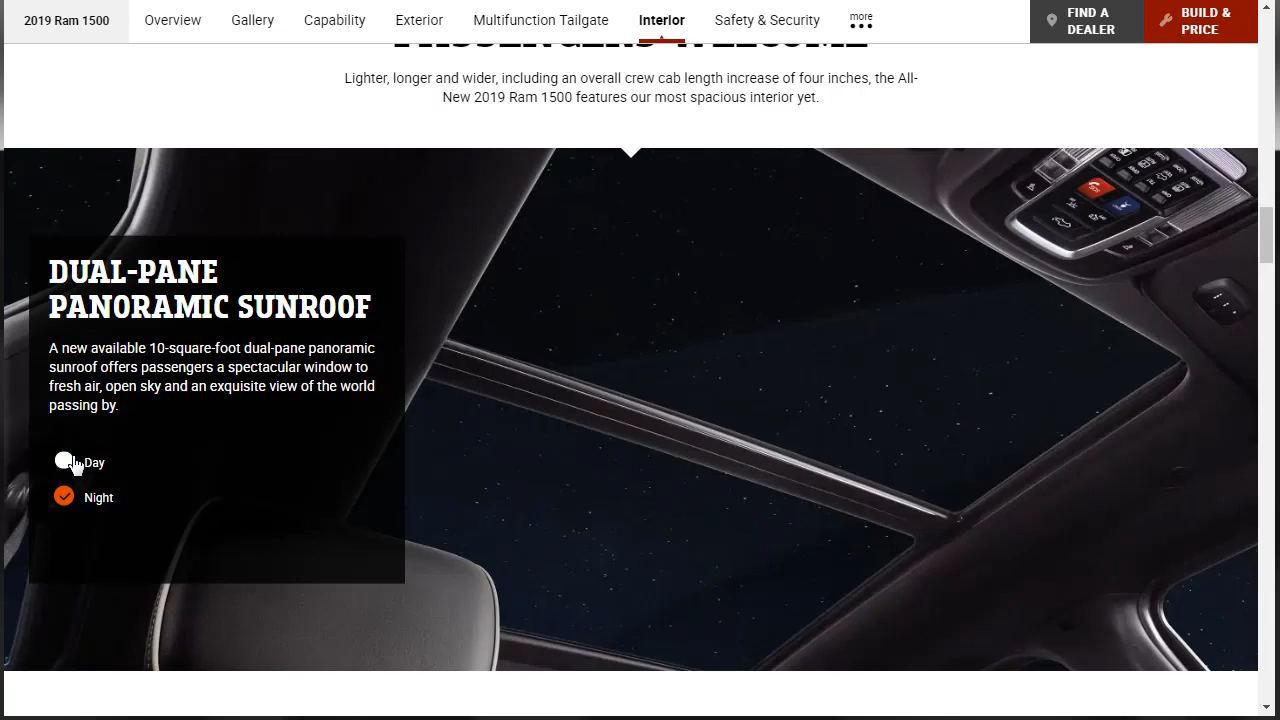 2019 Ram 1500
Overview
Gallery
Capability
Exterior
Multifunction Tailgate
Interior
Safety & Security
more
FIND A
DEALER
BUILD &
PRICE
PASSENGERS WELCOME
Lighter, longer and wider, including an overall crew cab length increase of four inches, the All-
New 2019 Ram 1500 features our most spacious interior yet.
DUAL-PANE
PANORAMIC SUNROOF
A new available 10-square-foot dual-pane panoramic
sunroof offers passengers a spectacular window to
fresh air, open sky and an exquisite view of the world
passing by.
Day
Night